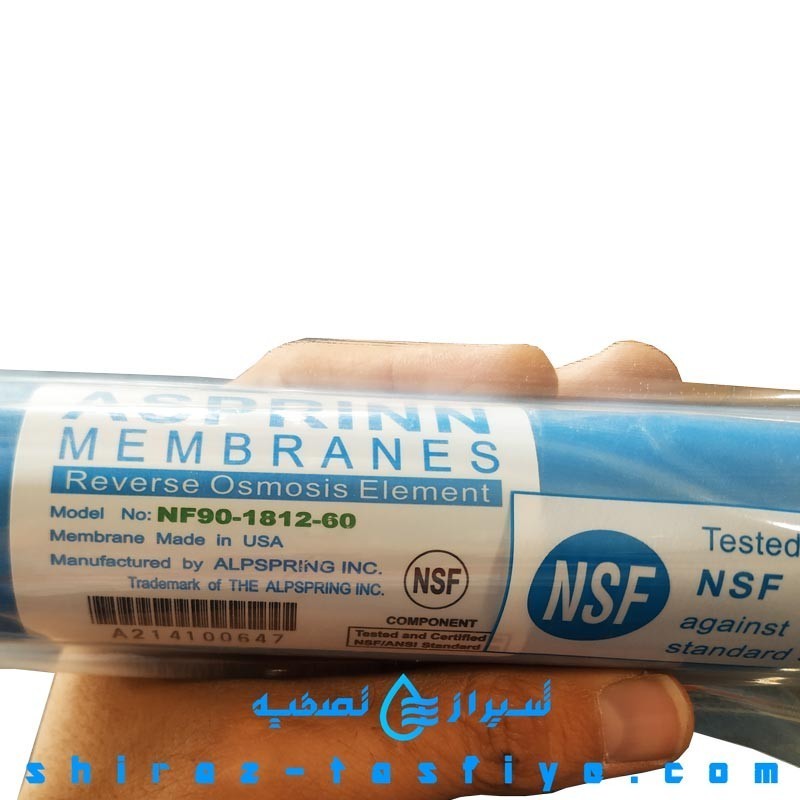 ASPRINN
MEMBRANES
Reverse Osmosis Element
Model No: NF90-1812-60
Membrane Made in USA
Manufactured by ALPSPRING INC.
Trademark of THE ALPSPRING INC.
NSF
COMPONENT
Tested and Certified
NSF/ANSI Standard
A214100647
NSF
Tested
NSF
against
standard
شیراز تصفیه
shiraz-tasfiye.com